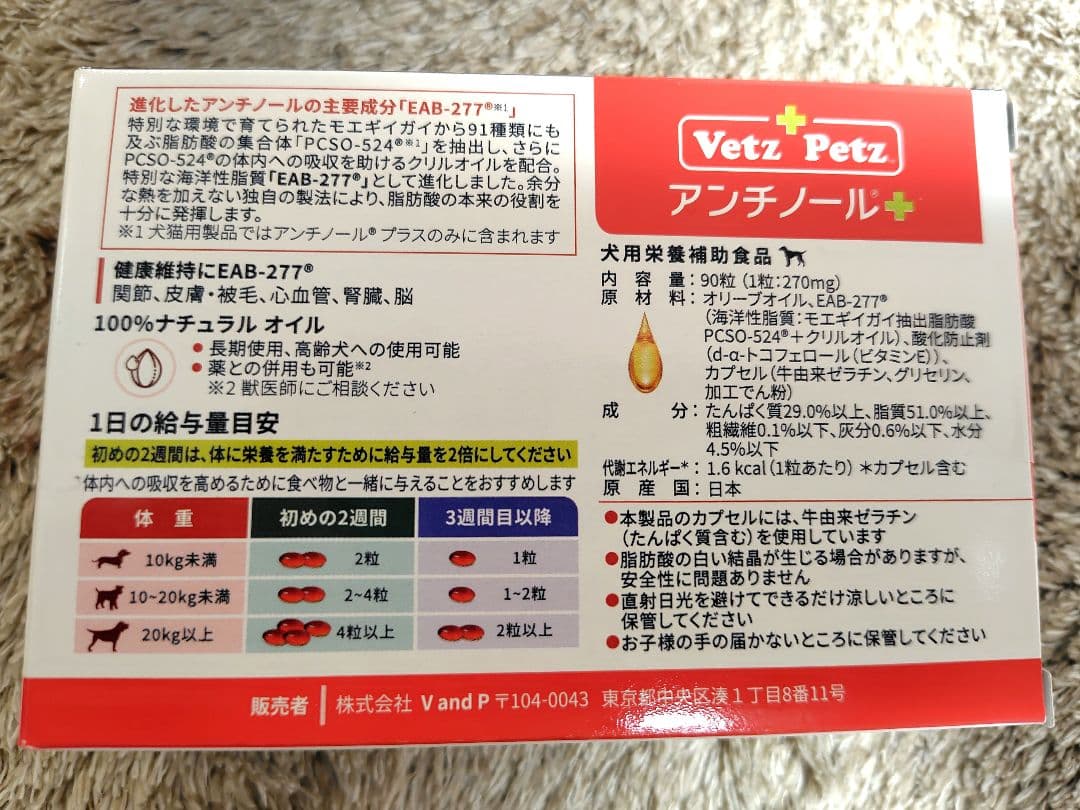 進化したアンチノールの主要成分「EAB-277®※1」
特別な環境で育てられたモエギイガイから91種類にも
及ぶ脂肪酸の集合体「PCSO-524®※1」を抽出し、さらに
PCSO-524®の体内への吸収を助けるクリルオイルを配合。
特別な海洋性脂質「EAB-277®」として進化しました。余分
な熱を加えない独自の製法により、脂肪酸の本来の役割を
十分に発揮します。
※1 犬猫用製品ではアンチノール® プラスのみに含まれます
健康維持にEAB-277®
関節、皮膚・被毛、心血管、腎臓、脳
100%ナチュラル オイル
● 長期使用、高齢犬への使用可能
● 薬との併用も可能※2
※2 獣医師にご相談ください
1日の給与量目安
初めの2週間は、体に栄養を満たすために給与量を2倍にしてください
体内への吸収を高めるために食べ物と一緒に与えることをおすすめします
体 重 初めの2週間 3週間目以降
10kg未満 2粒 1粒
10~20kg未満 2~4粒 1~2粒
20kg以上 4粒以上 2粒以上
Vetz Petz
アンチノール®+
犬用栄養補助食品
内容量：90粒（1粒：270mg）
原材料：オリーブオイル、EAB-277®
（海洋性脂質：モエギイガイ抽出脂肪酸
PCSO-524®＋クリルオイル）、酸化防止剤
（d-α-トコフェロール（ビタミンE））、
カプセル（牛由来ゼラチン、グリセリン、
加工でん粉）
成分：たんぱく質29.0%以上、脂質51.0%以上、
粗繊維0.1%以下、灰分0.6%以下、水分
4.5%以下
代謝エネルギー*：1.6 kcal（1粒あたり）＊カプセル含む
原産国：日本
●本製品のカプセルには、牛由来ゼラチン
（たんぱく質含む）を使用しています
●脂肪酸の白い結晶が生じる場合がありますが、
安全性に問題ありません
●直射日光を避けてできるだけ涼しいところに
保管してください
●お子様の手の届かないところに保管してください
販売者 株式会社 V and P 〒104-0043 東京都中央区湊1丁目8番11号